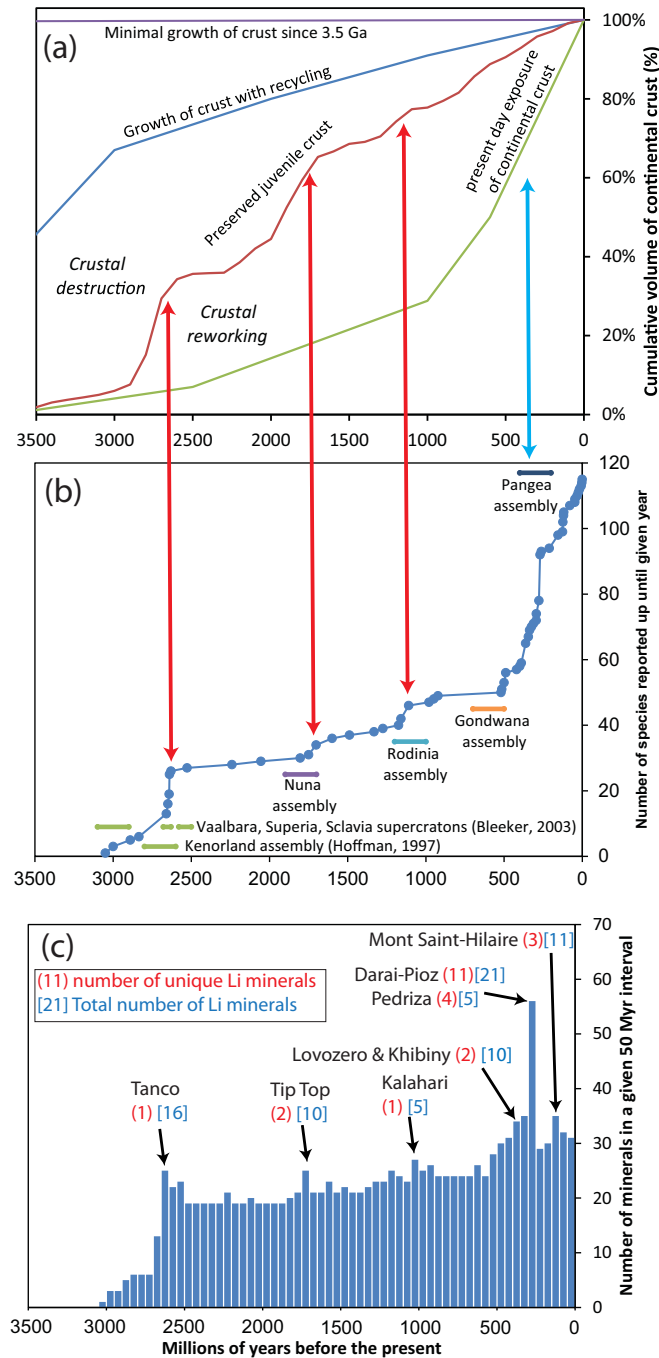 (a)
Minimal growth of crust since 3.5 Ga
Growth of crust with recycling
Preserved juvenile crust
present day exposure
of continental crust
Crustal
destruction
Crustal
reworking
100%
80%
60%
40%
20%
0%
Cumulative volume of continental crust (%)
3500 3000 2500 2000 1500 1000 500 0
(b)
Pangea
assembly
Gondwana
assembly
Rodinia
assembly
Nuna
assembly
Vaalbara, Superia, Sclavia supercratons (Bleeker, 2003)
Kenorland assembly (Hoffman, 1997)
120
100
80
60
40
20
0
Number of species reported up until given year
3500 3000 2500 2000 1500 1000 500 0
(c)
(11) number of unique Li minerals
[21] Total number of Li minerals
Mont Saint-Hilaire (3)[11]
Darai-Pioz (11)[21]
Pedriza (4)[5]
Lovozero & Khibiny (2) [10]
Kalahari
(1) [5]
Tip Top
(2) [10]
Tanco
(1) [16]
70
60
50
40
30
20
10
0
Number of minerals in a given 50 Myr interval
3500 3000 2500 2000 1500 1000 500 0
Millions of years before the present